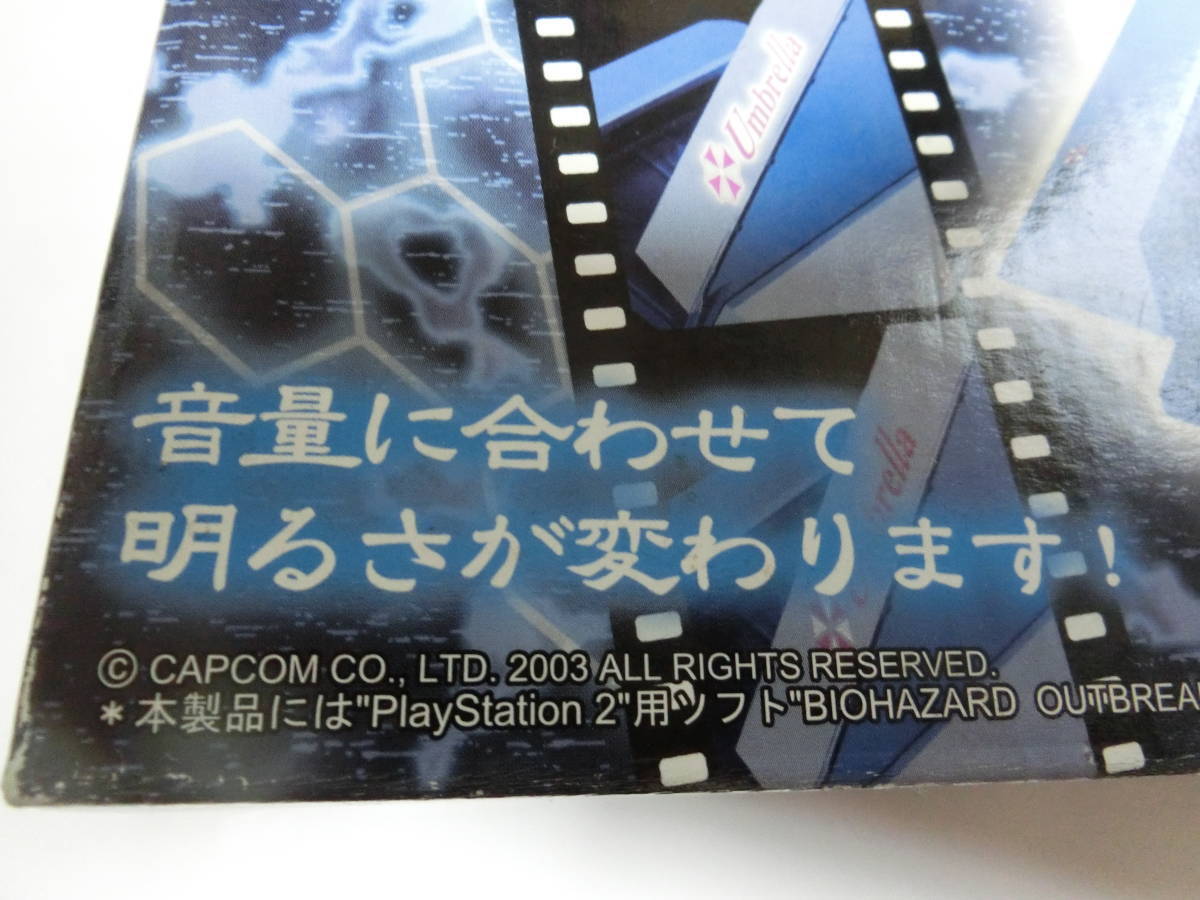 Umbrella
音量に合わせて
明るさが変わります!
© CAPCOM CO., LTD. 2003 ALL RIGHTS RESERVED.
＊本製品には"PlayStation 2"用ソフト"BIOHAZARD OUTBREA